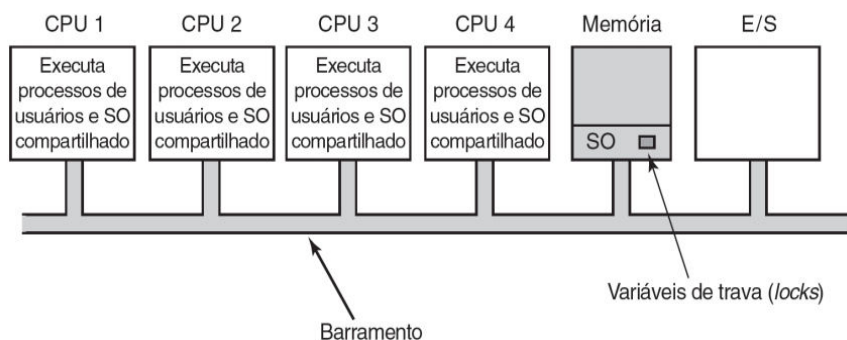 CPU 1
CPU 2
CPU 3
CPU 4
Memória
E/S
Executa
processos de
usuários e SO
compartilhado
Executa
processos de
usuários e SO
compartilhado
Executa
processos de
usuários e SO
compartilhado
Executa
processos de
usuários e SO
compartilhado
SO
Variáveis de trava (locks)
Barramento